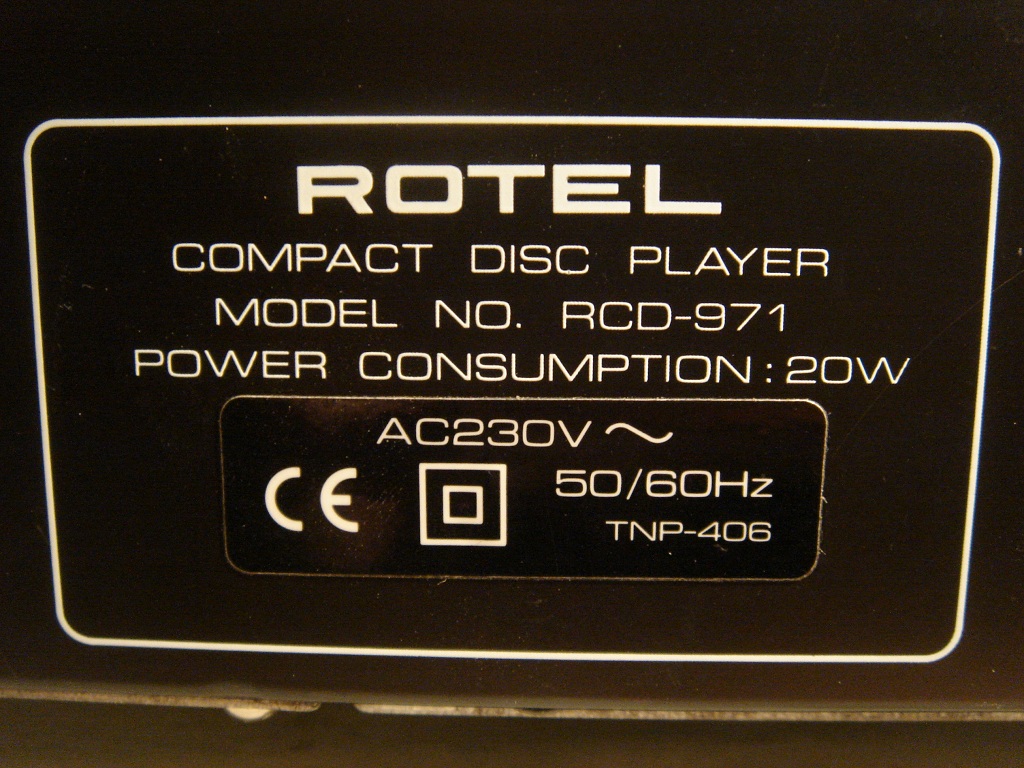 ROTEL
COMPACT DISC PLAYER
MODEL NO. RCD-971
POWER CONSUMPTION : 20W
AC230V ~
CE 50/60Hz
TNP-406